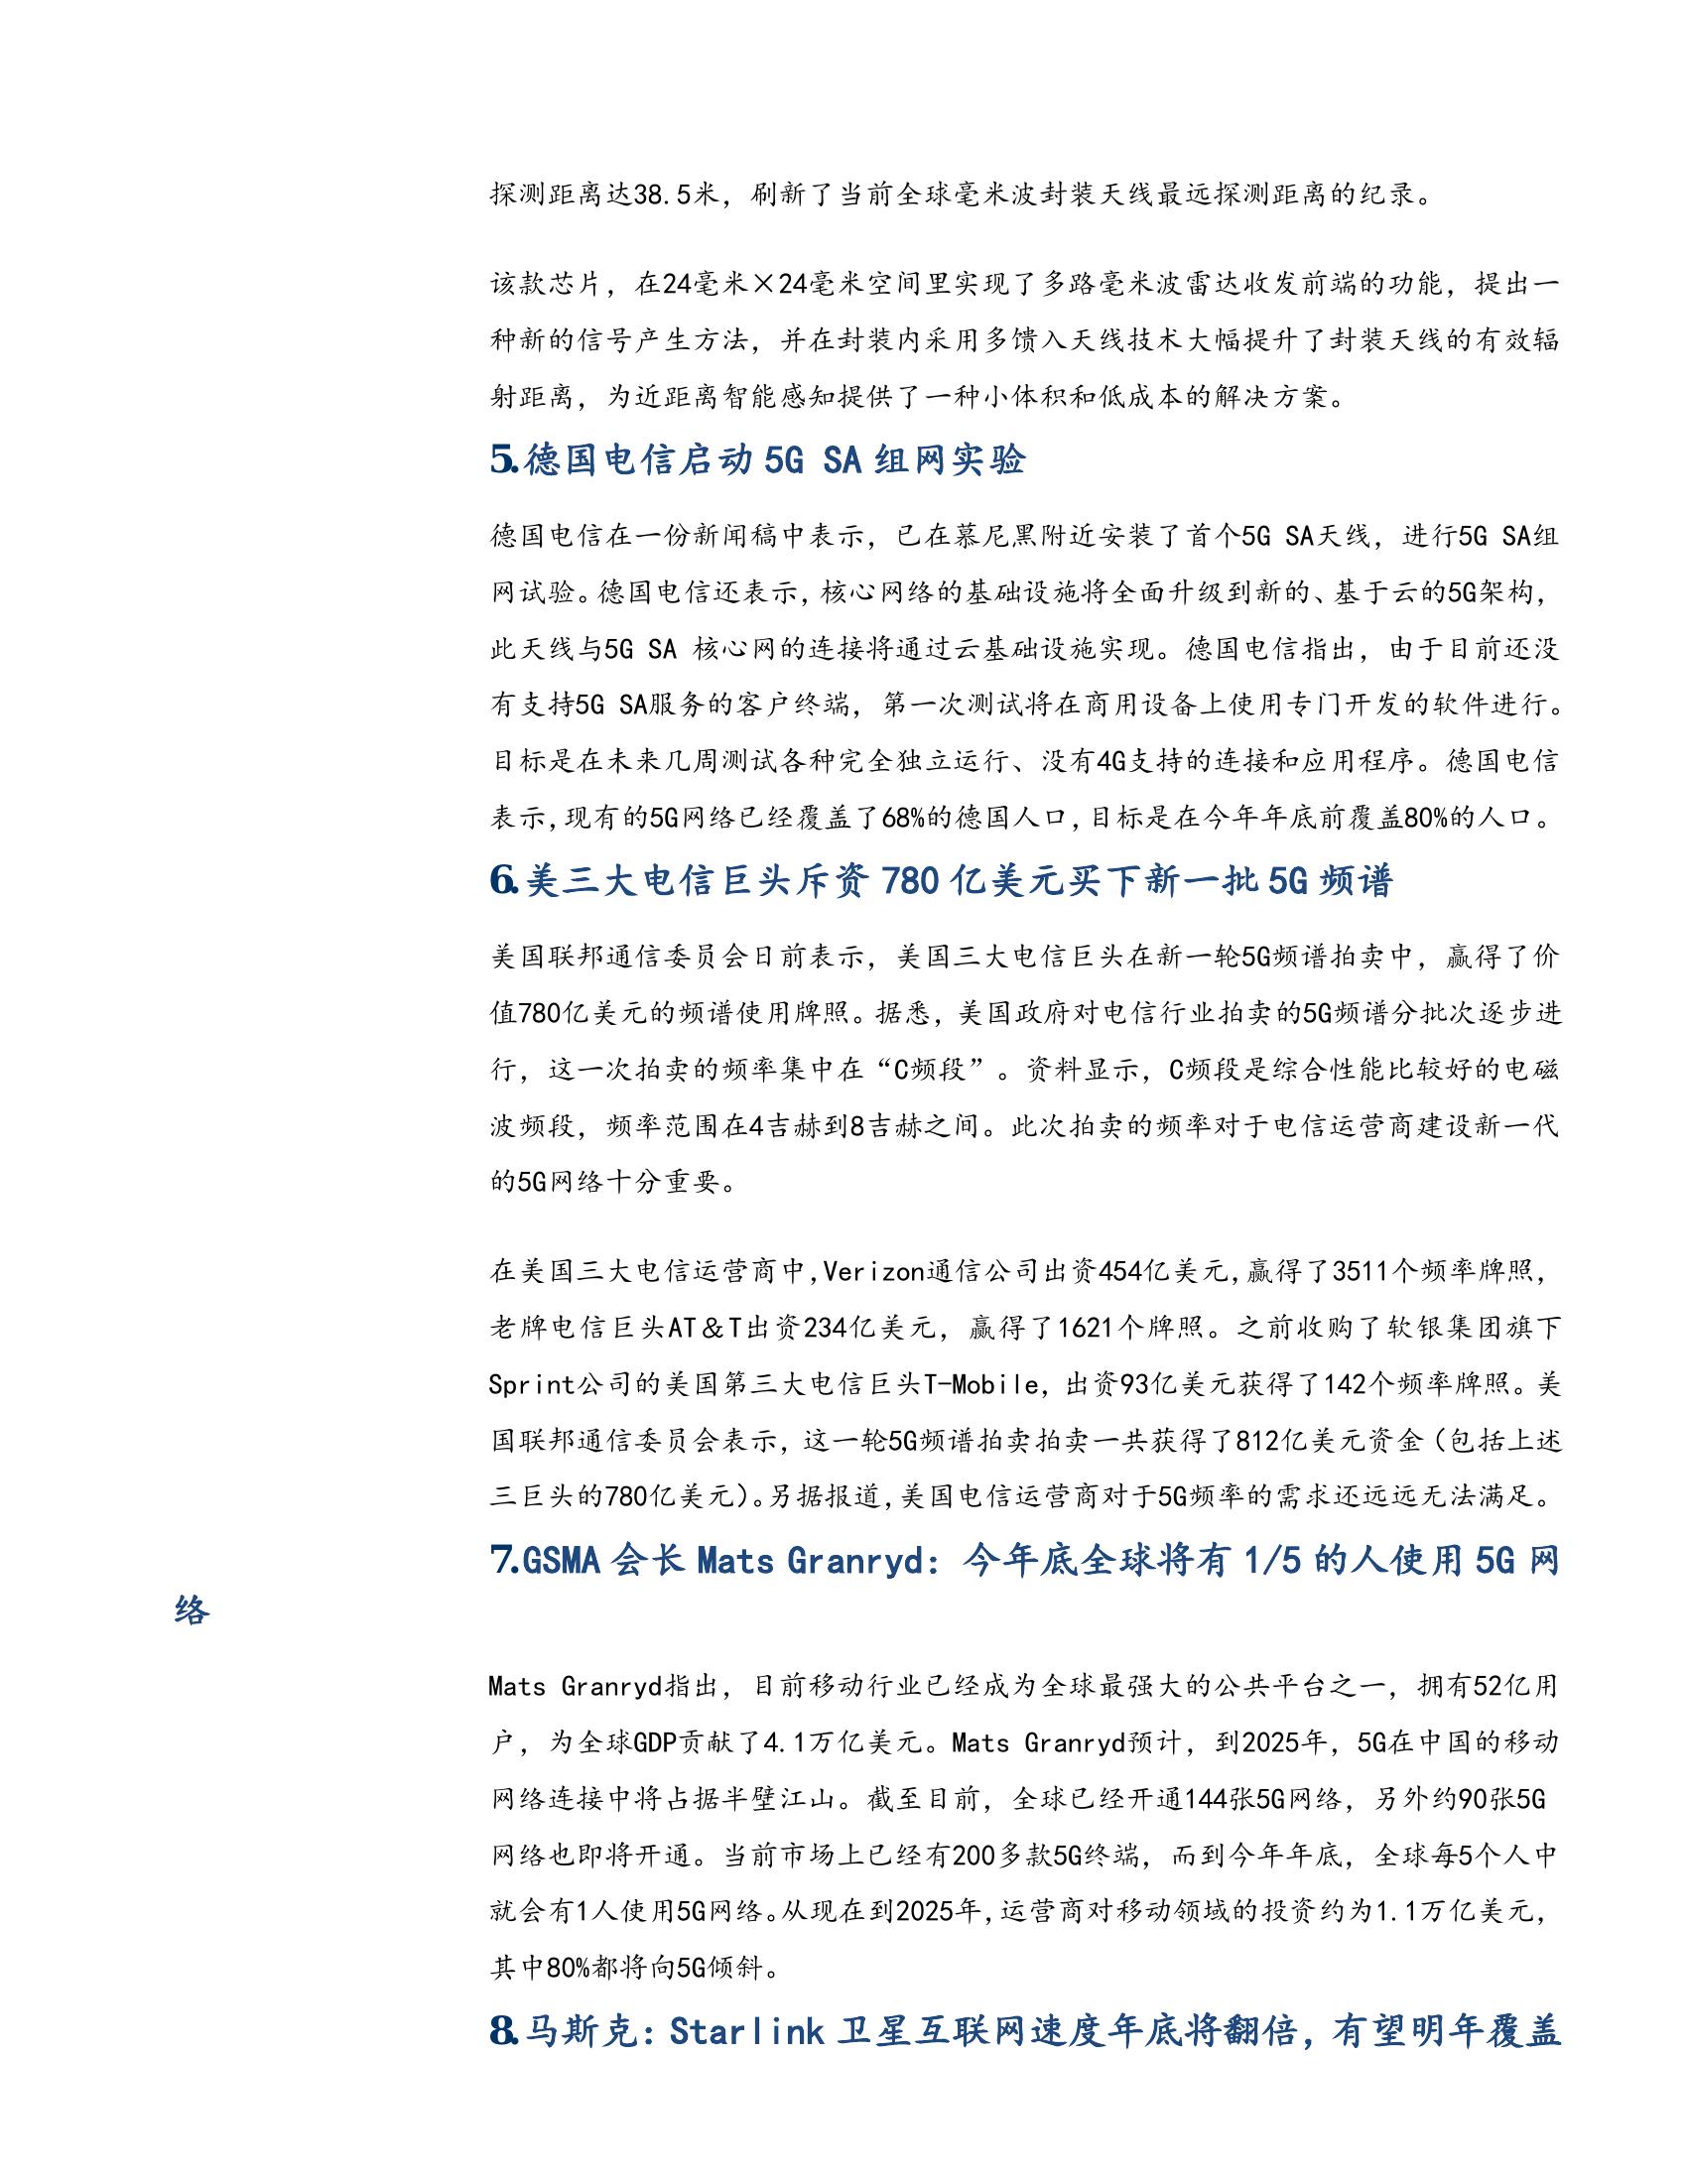 探测距离达38.5米，刷新了当前全球毫米波封装天线最远探测距离的纪录。
该款芯片，在24毫米×24毫米空间里实现了多路毫米波雷达收发前端的功能，提出一
种新的信号产生方法，并在封装内采用多馈入天线技术大幅提升了封装天线的有效辐
射距离，为近距离智能感知提供了一种小体积和低成本的解决方案。
5.德国电信启动 5G SA 组网实验
德国电信在一份新闻稿中表示，已在慕尼黑附近安装了首个5G SA天线，进行5G SA组
网试验。德国电信还表示，核心网络的基础设施将全面升级到新的、基于云的5G架构，
此天线与5G SA 核心网的连接将通过云基础设施实现。德国电信指出，由于目前还没
有支持5G SA服务的客户终端，第一次测试将在商用设备上使用专门开发的软件进行。
目标是在未来几周测试各种完全独立运行、没有4G支持的连接和应用程序。德国电信
表示，现有的5G网络已经覆盖了68%的德国人口，目标是在今年年底前覆盖80%的人口。
6.美三大电信巨头斥资 780 亿美元买下新一批 5G 频谱
美国联邦通信委员会日前表示，美国三大电信巨头在新一轮5G频谱拍卖中，赢得了价
值780亿美元的频谱使用牌照。据悉，美国政府对电信行业拍卖的5G频谱分批次逐步进
行，这一次拍卖的频率集中在“C频段”。资料显示，C频段是综合性能比较好的电磁
波频段，频率范围在4吉赫到8吉赫之间。此次拍卖的频率对于电信运营商建设新一代
的5G网络十分重要。
在美国三大电信运营商中,Verizon通信公司出资454亿美元,赢得了3511个频率牌照，
老牌电信巨头AT＆T出资234亿美元，赢得了1621个牌照。之前收购了软银集团旗下
Sprint公司的美国第三大电信巨头T-Mobile，出资93亿美元获得了142个频率牌照。美
国联邦通信委员会表示，这一轮5G频谱拍卖拍卖一共获得了812亿美元资金（包括上述
三巨头的780亿美元）。另据报道，美国电信运营商对于5G频率的需求还远远无法满足。
7.GSMA 会长 Mats Granryd：今年底全球将有 1/5 的人使用 5G 网
络
Mats Granryd指出，目前移动行业已经成为全球最强大的公共平台之一，拥有52亿用
户，为全球GDP贡献了4.1万亿美元。Mats Granryd预计，到2025年，5G在中国的移动
网络连接中将占据半壁江山。截至目前，全球已经开通144张5G网络，另外约90张5G
网络也即将开通。当前市场上已经有200多款5G终端，而到今年年底，全球每5个人中
就会有1人使用5G网络。从现在到2025年，运营商对移动领域的投资约为1.1万亿美元，
其中80%都将向5G倾斜。
8.马斯克：Starlink 卫星互联网速度年底将翻倍，有望明年覆盖